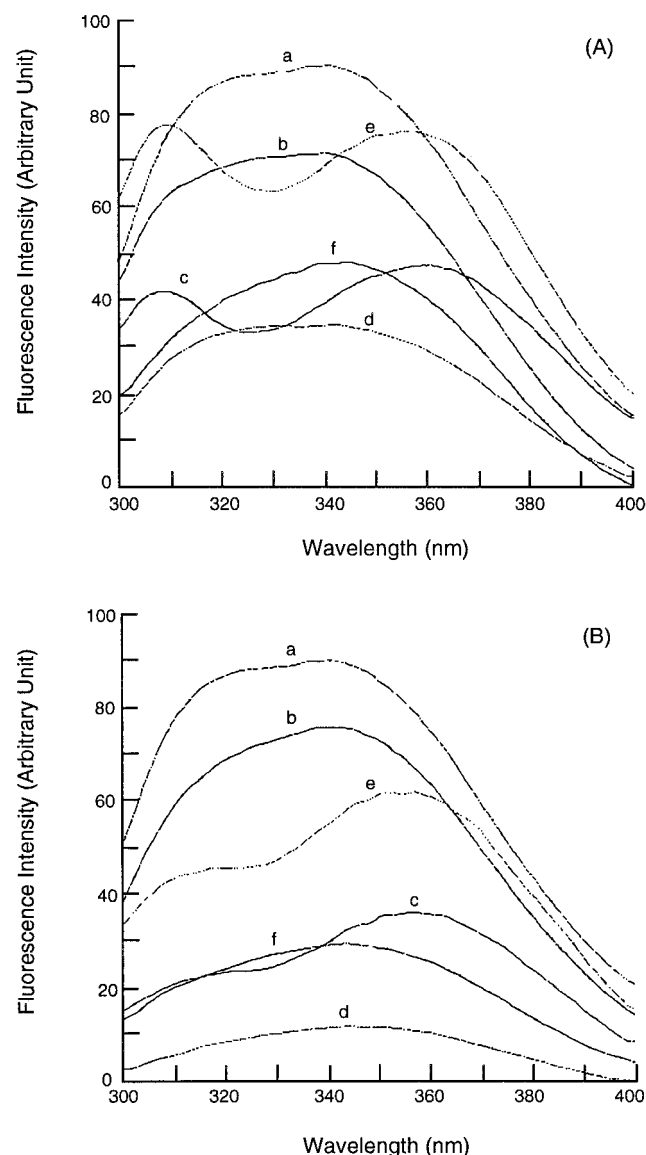 (A)
Fluorescence Intensity (Arbitrary Unit)
100
80
60
40
20
0
a
b
e
f
c
d
300 320 340 360 380 400
Wavelength (nm)
(B)
Fluorescence Intensity (Arbitrary Unit)
100
80
60
40
20
0
a
b
e
c
f
d
300 320 340 360 380 400
Wavelength (nm)